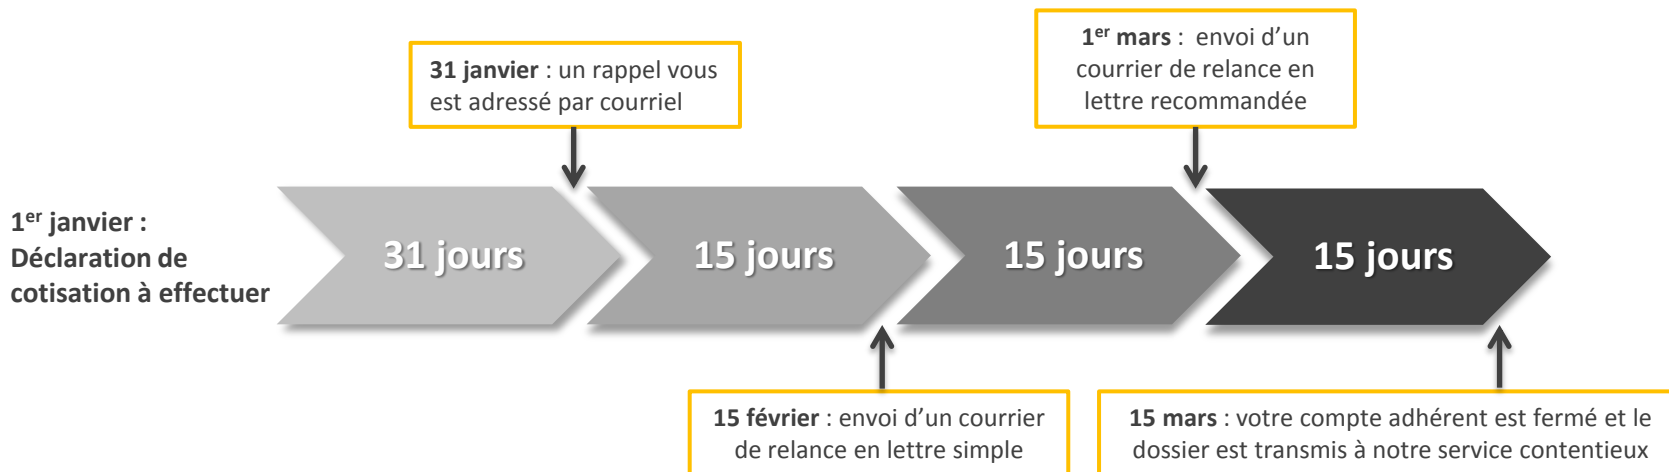 31 janvier : un rappel vous
est adressé par courriel
1er mars : envoi d’un
courrier de relance en
lettre recommandée
1er janvier :
Déclaration de
cotisation à effectuer
31 jours
15 jours
15 jours
15 jours
15 février : envoi d’un courrier
de relance en lettre simple
15 mars : votre compte adhérent est fermé et le
dossier est transmis à notre service contentieux